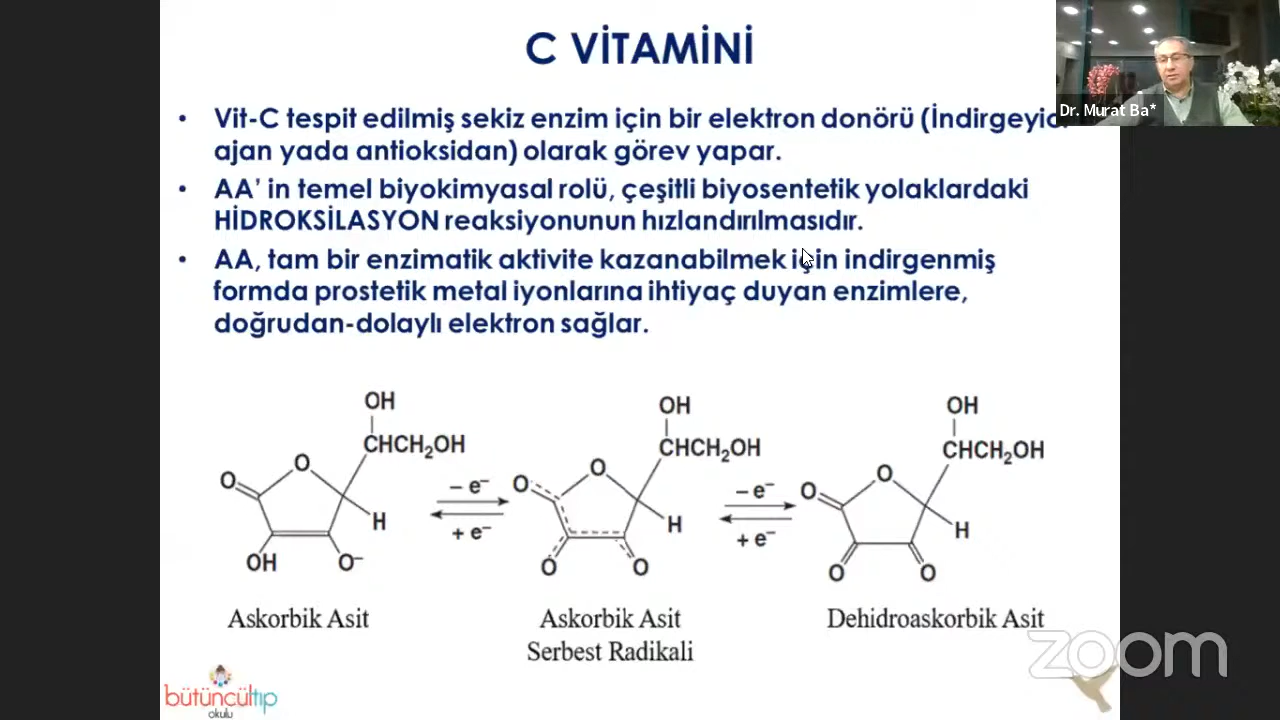 C VİTAMİNİ
Dr. Murat Ba*
• Vit-C tespit edilmiş sekiz enzim için bir elektron donörü (İndirgeyici
ajan yada antioksidan) olarak görev yapar.
• AA' in temel biyokimyasal rolü, çeşitli biyosentetik yolaklardaki
HİDROKSİLASYON reaksiyonunun hızlandırılmasıdır.
• AA, tam bir enzimatik aktivite kazanabilmek için indirgenmiş
formda prostetik metal iyonlarına ihtiyaç duyan enzimlere,
doğrudan-dolaylı elektron sağlar.
OH
CHCH₂OH
O
O
H
OH
O⁻
– e⁻
+ e⁻
OH
CHCH₂OH
O
O
H
O
O
– e⁻
+ e⁻
OH
CHCH₂OH
O
O
H
O
O
Askorbik Asit
Askorbik Asit
Serbest Radikali
Dehidroaskorbik Asit
zoom
bütüncültıp
okulu